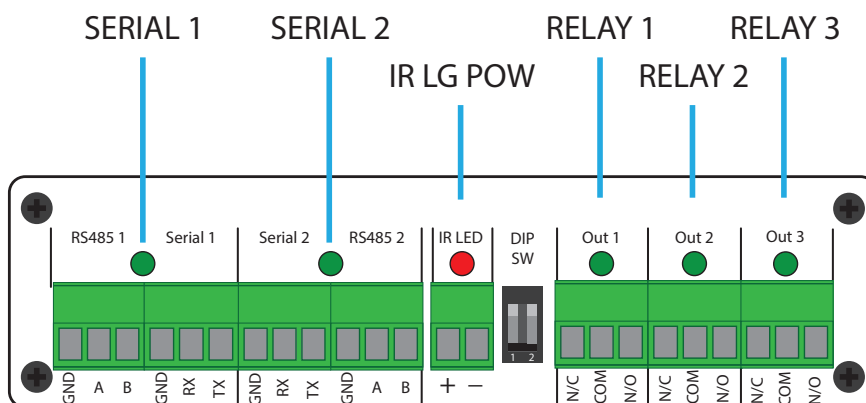 SERIAL 1 SERIAL 2 RELAY 1 RELAY 3
IR LG POW RELAY 2
RS485 1 Serial 1 Serial 2 RS485 2 IR LED DIP Out 1 Out 2 Out 3
SW
1 2
GND A B GND RX TX GND RX TX GND A B + − N/C COM N/O N/C COM N/O N/C COM N/O